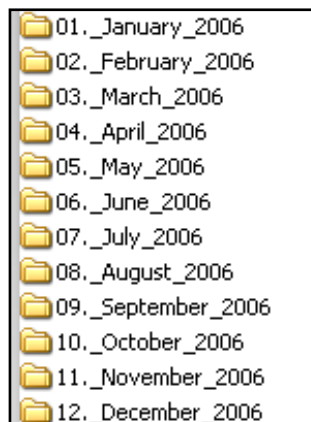 01._January_2006
02._February_2006
03._March_2006
04._April_2006
05._May_2006
06._June_2006
07._July_2006
08._August_2006
09._September_2006
10._October_2006
11._November_2006
12._December_2006